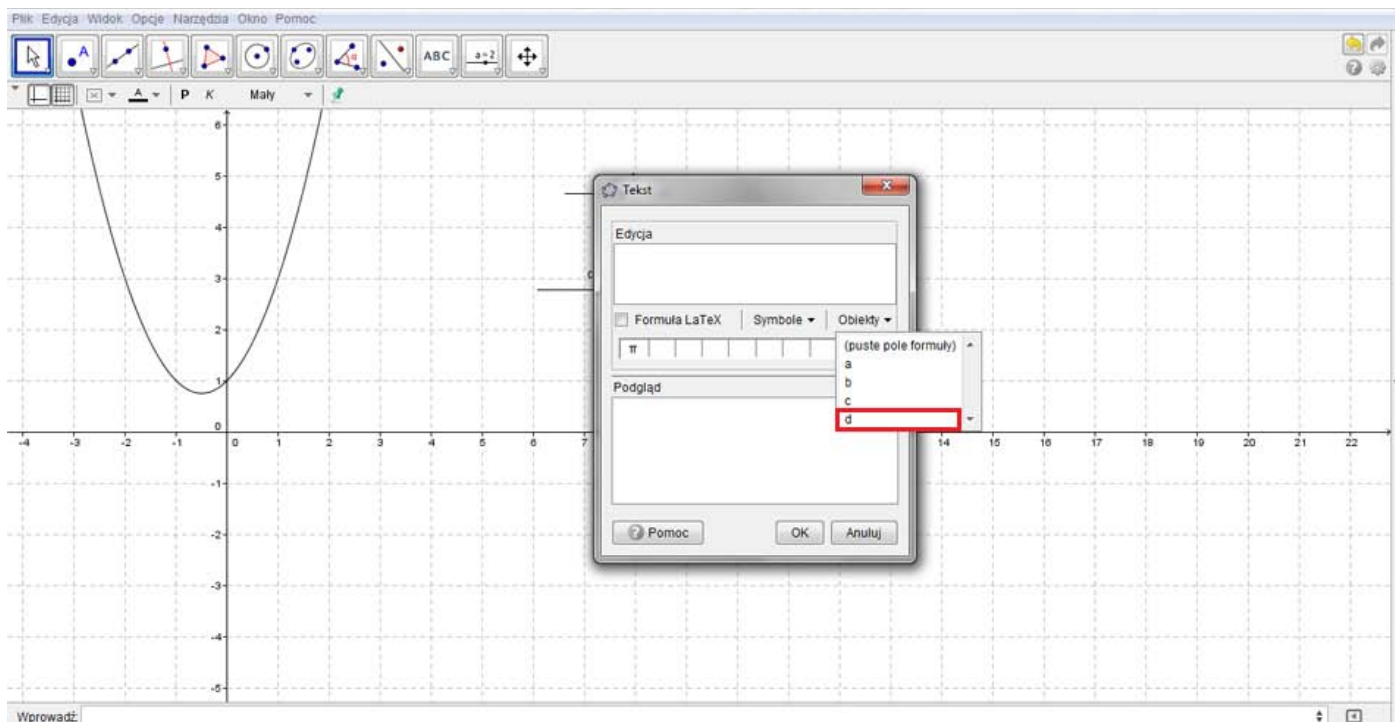 Plik Edycja Widok Opcje Narzędzia Okno Pomoc
A ABC a=2
A P K Mały
Tekst
Edycja
Formuła LaTeX Symbole Obiekty
π
(puste pole formuły)
a
b
c
d
Podgląd
Pomoc OK Anuluj
6
5
4
3
2
1
0
-4 -3 -2 -1 0 1 2 3 4 5 6 7 14 15 16 17 18 19 20 21 22
-1
-2
-3
-4
-5
Wprowadź: